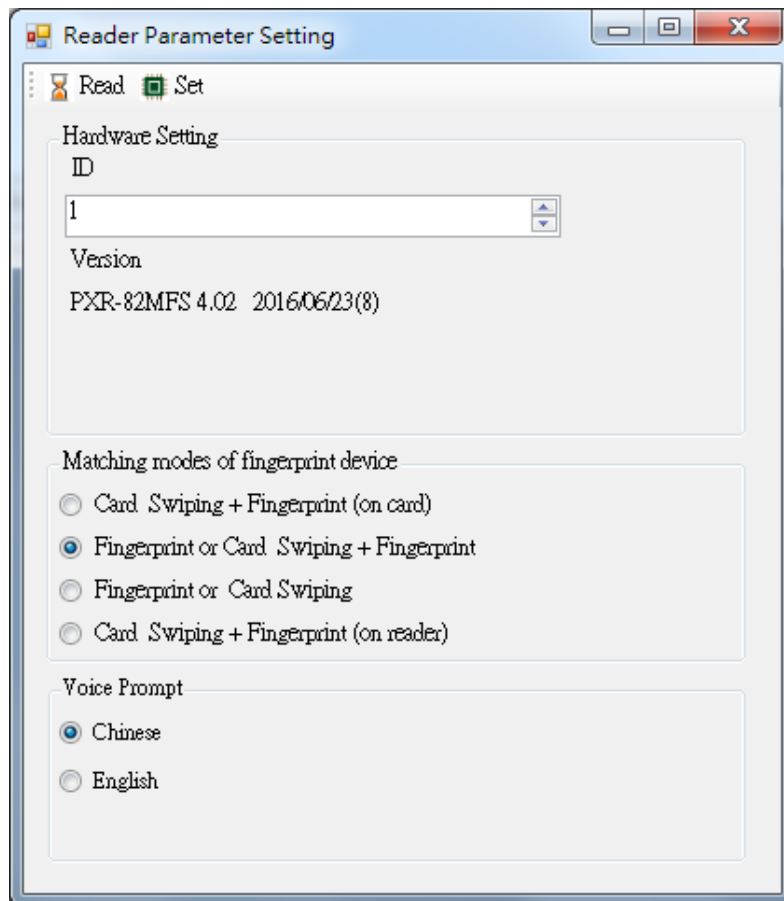 Reader Parameter Setting
Read Set
Hardware Setting
ID
1
Version
PXR-82MFS 4.02 2016/06/23(8)
Matching modes of fingerprint device
Card Swiping + Fingerprint (on card)
Fingerprint or Card Swiping + Fingerprint
Fingerprint or Card Swiping
Card Swiping + Fingerprint (on reader)
Voice Prompt
Chinese
English